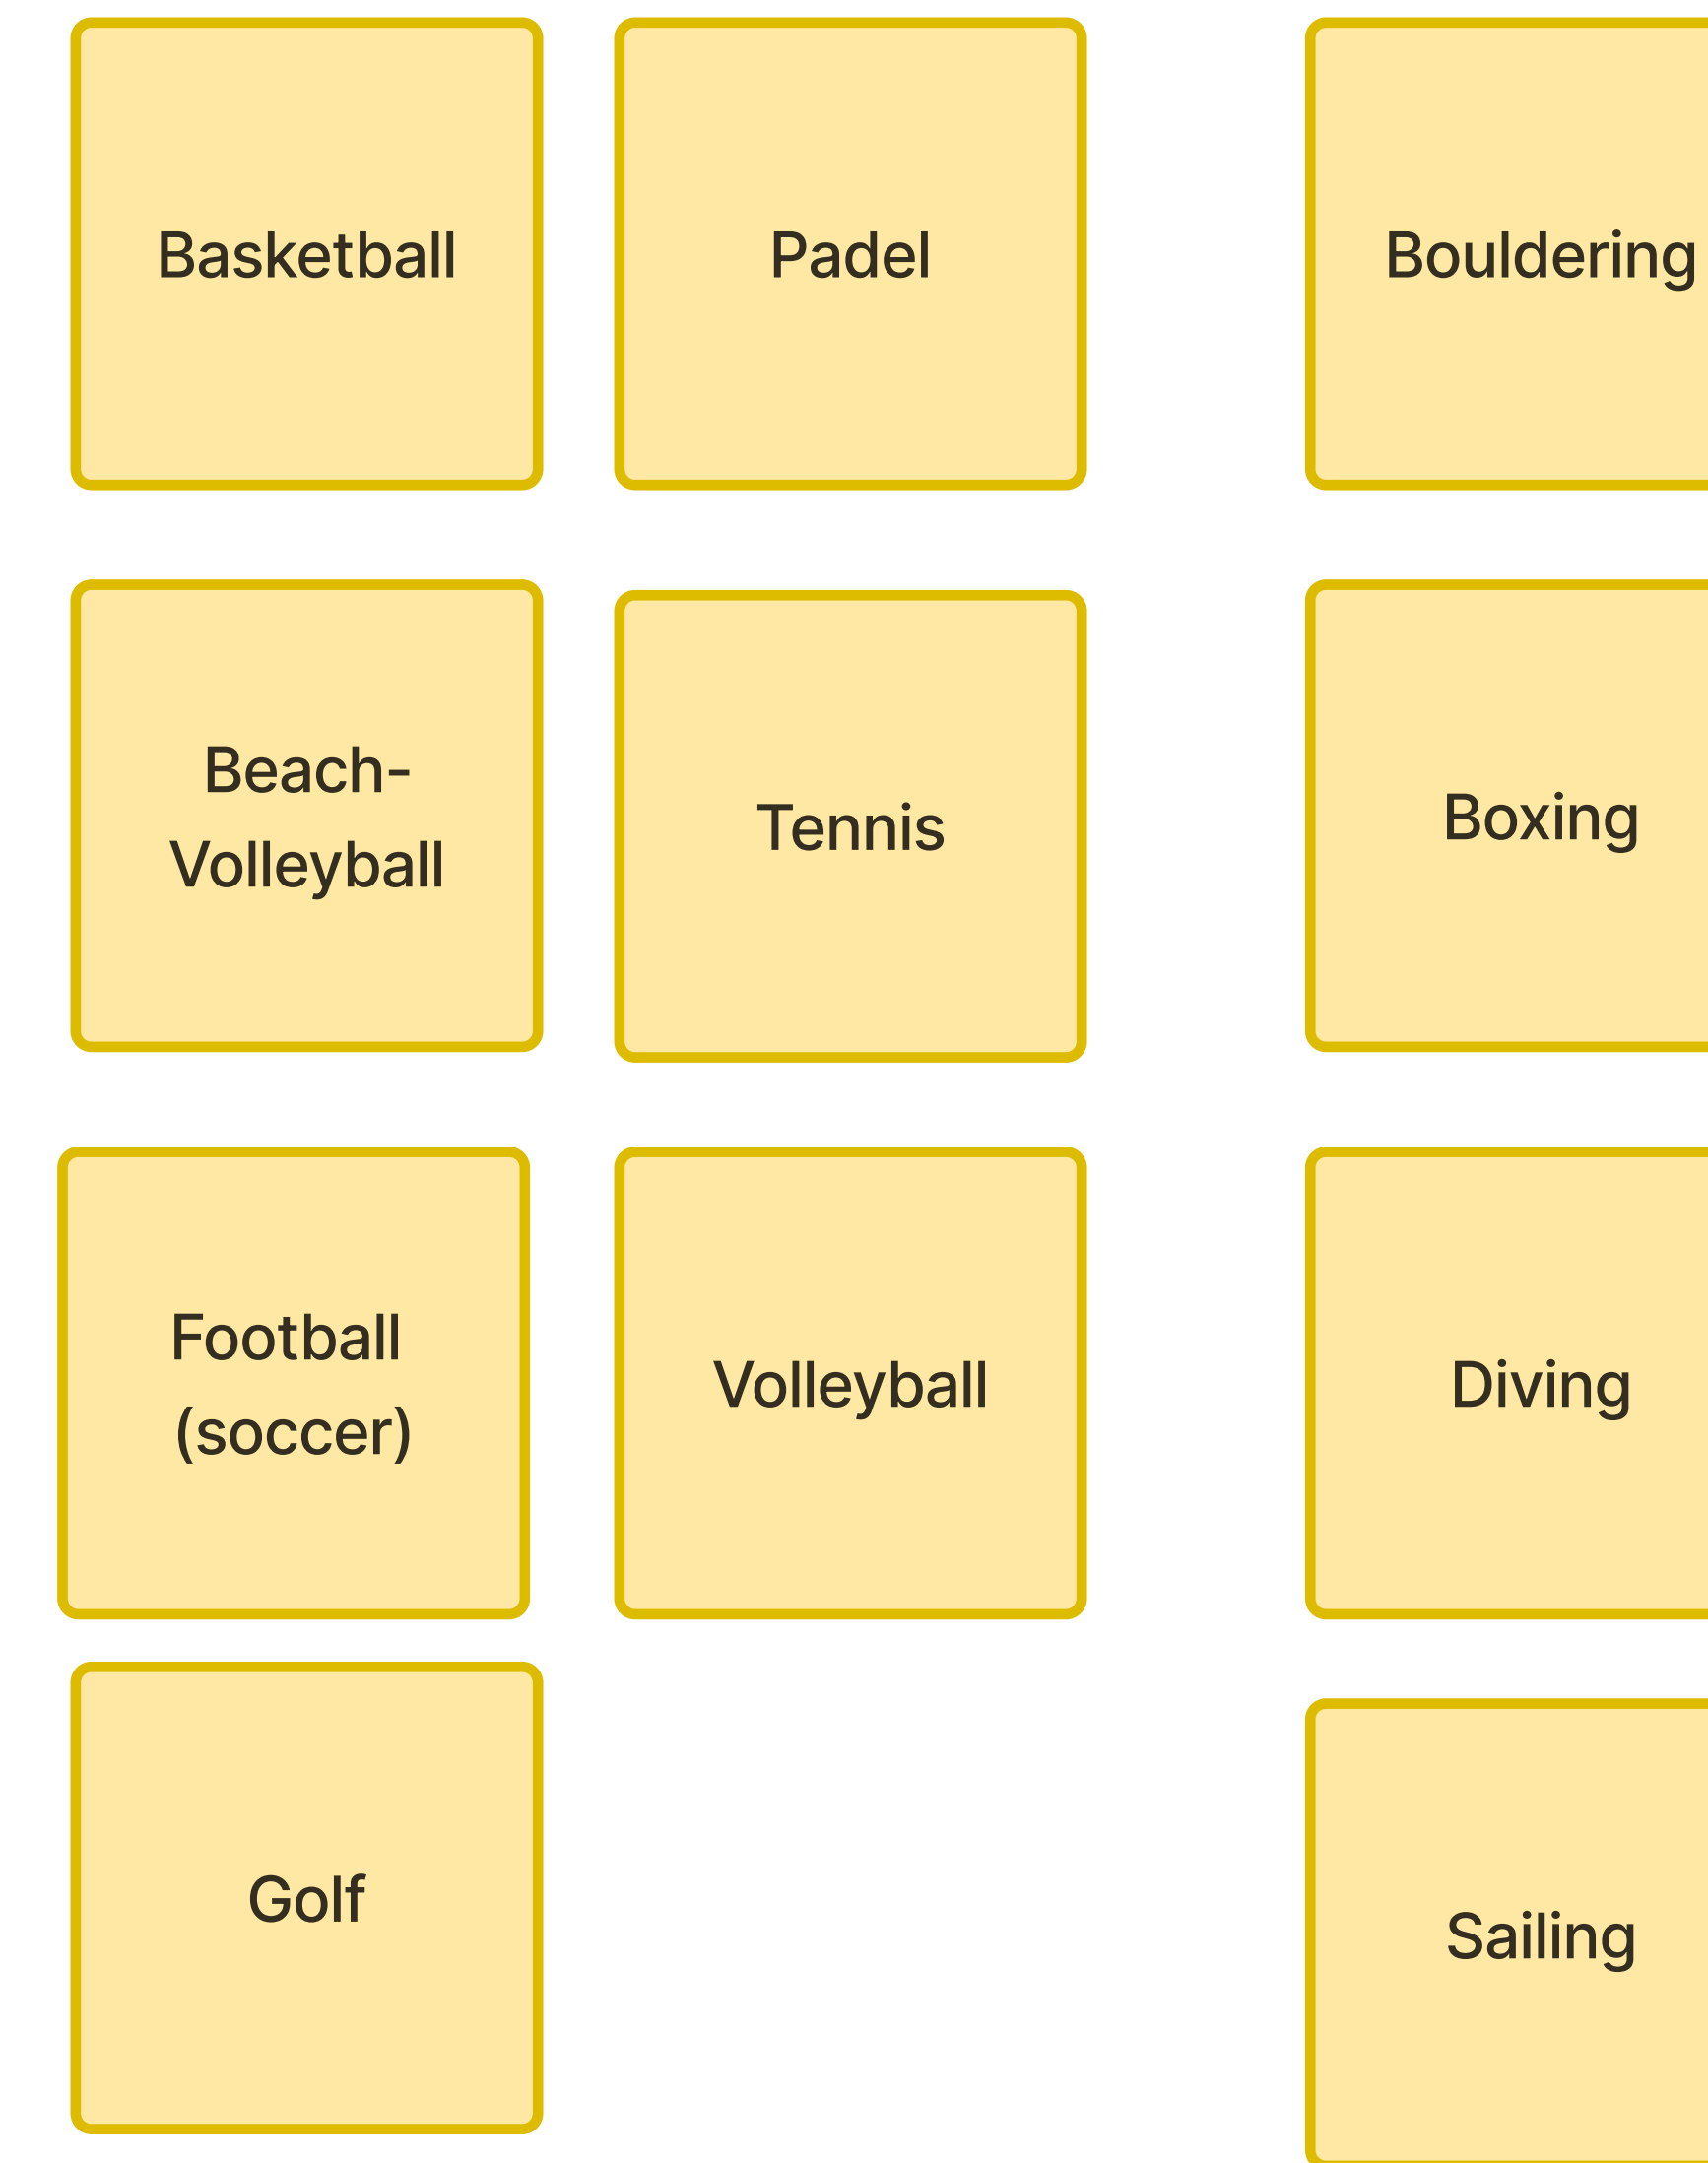 Basketball
Padel
Bouldering
Beach-
Volleyball
Tennis
Boxing
Football
(soccer)
Volleyball
Diving
Golf
Sailing